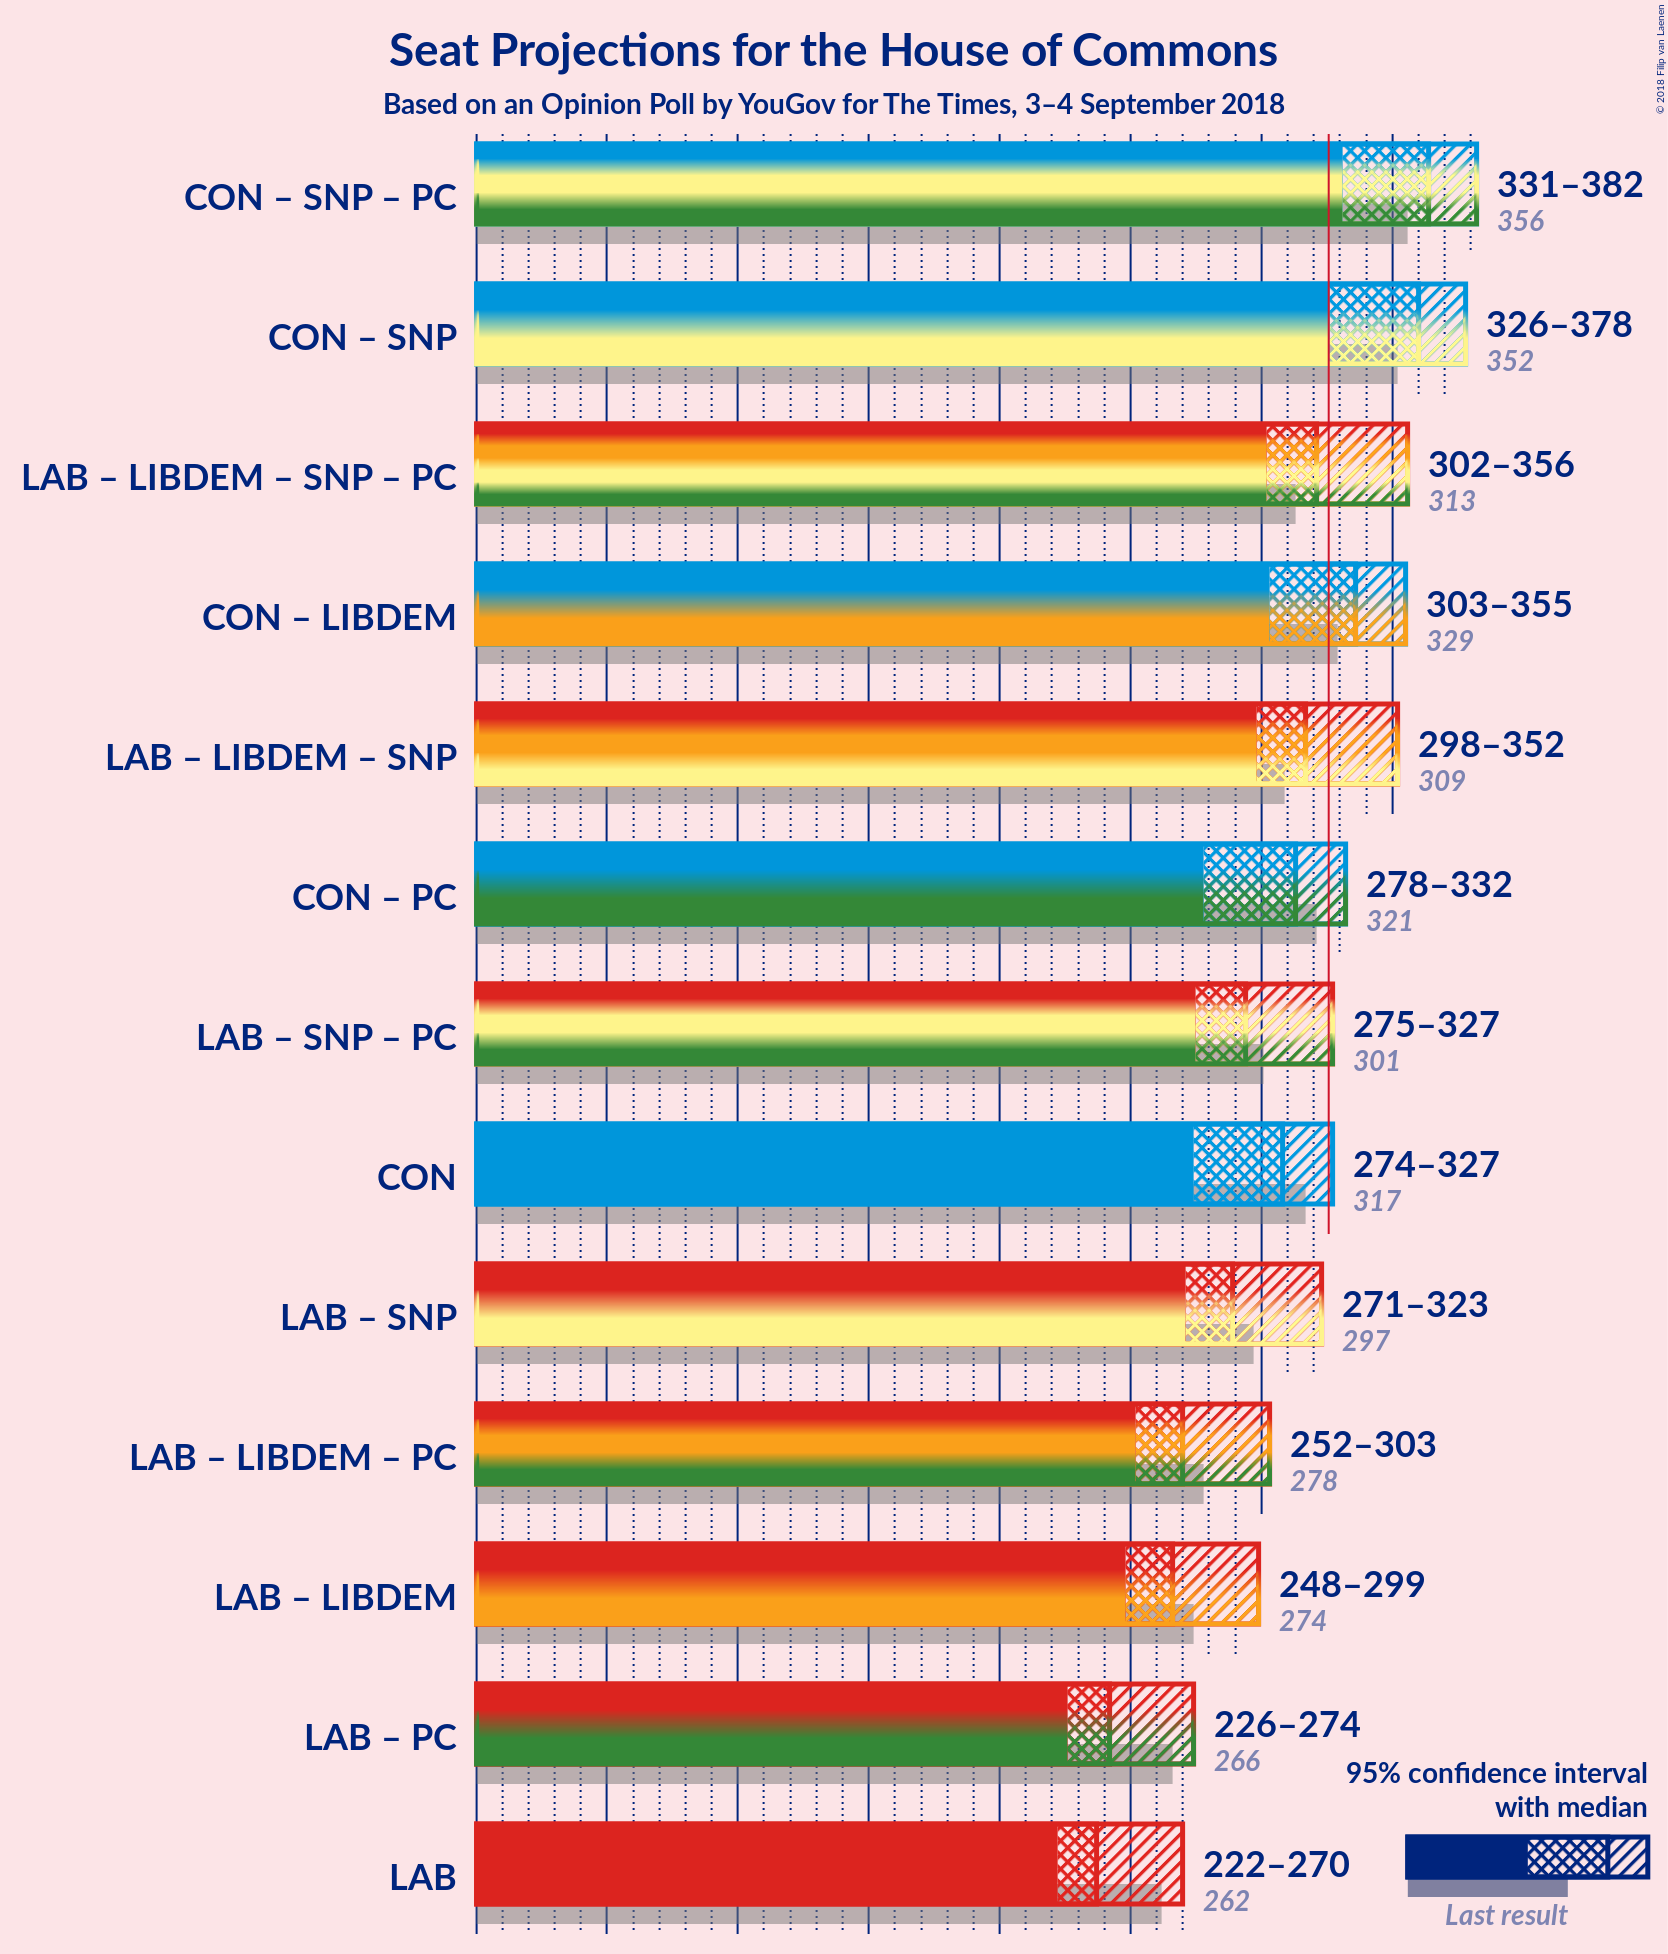 Seat Projections for the House of Commons
Based on an Opinion Poll by YouGov for The Times, 3–4 September 2018
© 2018 Filip van Laenen
CON – SNP – PC
331–382
356
CON – SNP
326–378
352
LAB – LIBDEM – SNP – PC
302–356
313
CON – LIBDEM
303–355
329
LAB – LIBDEM – SNP
298–352
309
CON – PC
278–332
321
LAB – SNP – PC
275–327
301
CON
274–327
317
LAB – SNP
271–323
297
LAB – LIBDEM – PC
252–303
278
LAB – LIBDEM
248–299
274
LAB – PC
226–274
266
LAB
222–270
262
95% confidence interval
with median
Last result